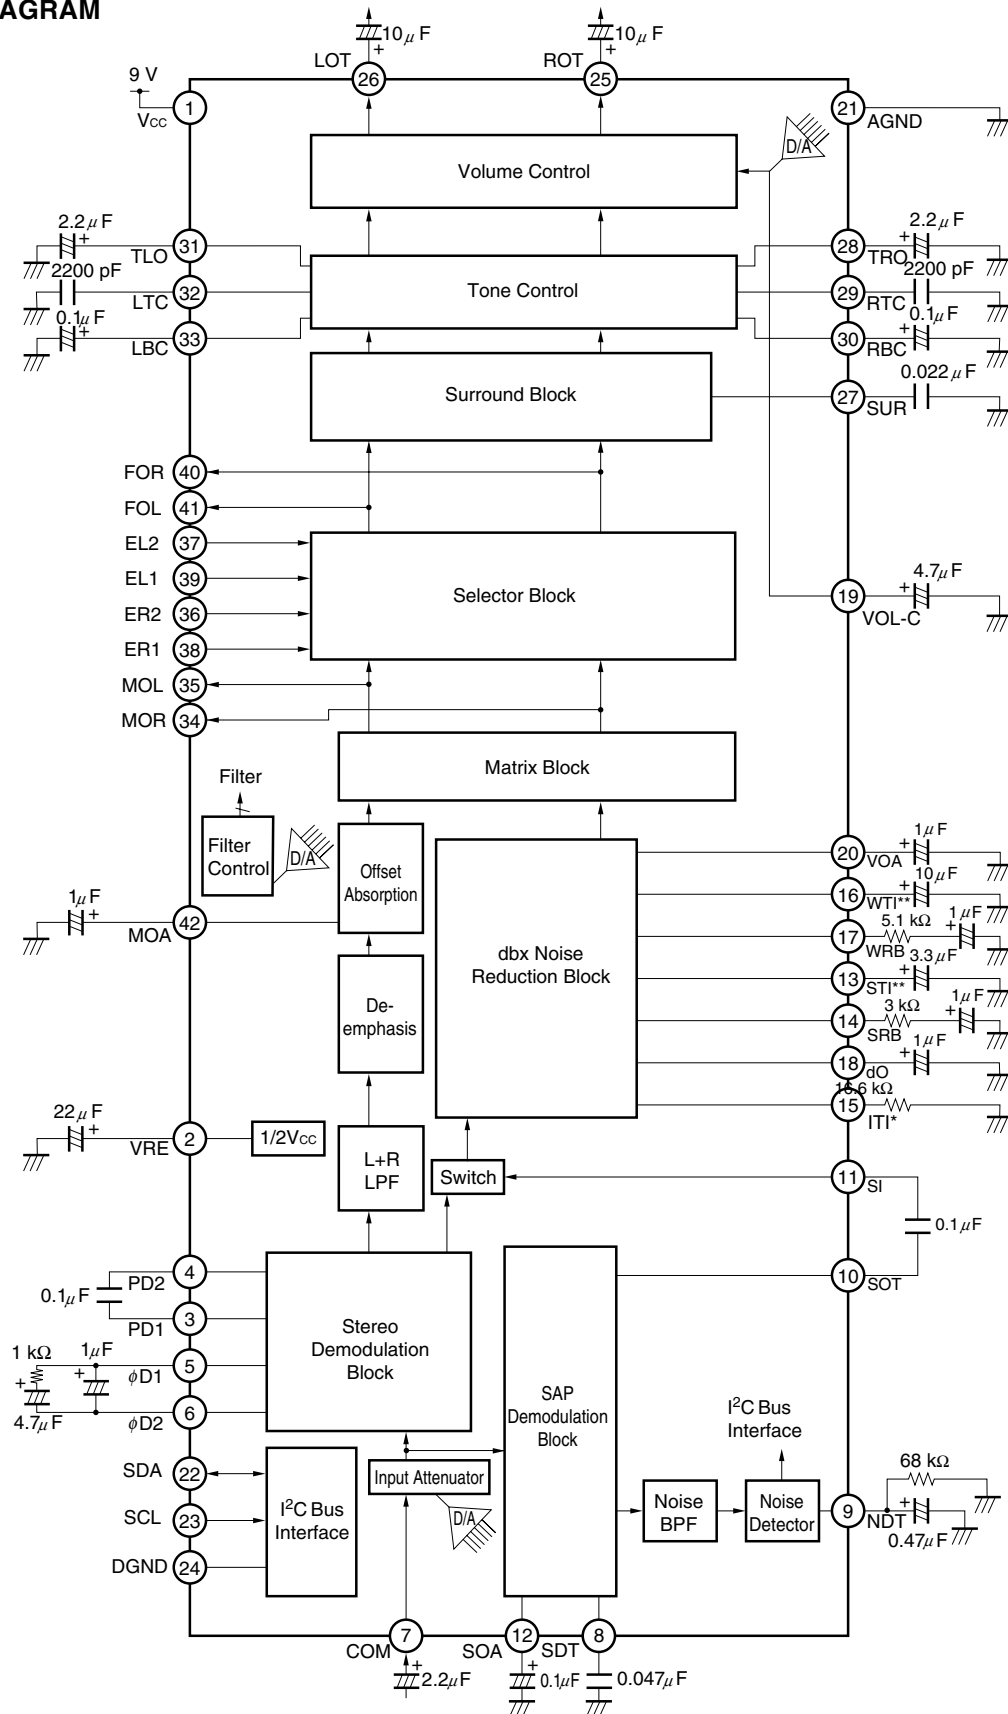 AGRAM
10μF
10μF
LOT
ROT
26
25
9 V
1
VCC
21
AGND
D/A
Volume Control
2.2μF
31
TLO
2200 pF
32
LTC
0.1μF
33
LBC
Tone Control
2.2μF
28
TRO
2200 pF
29
RTC
0.1μF
30
RBC
Surround Block
0.022μF
27
SUR
FOR
40
FOL
41
EL2
37
EL1
39
ER2
36
ER1
38
MOL
35
MOR
34
Selector Block
4.7μF
19
VOL-C
Matrix Block
Filter
Filter
Control
D/A
Offset
Absorption
1μF
42
MOA
dbx Noise
Reduction Block
1μF
20
VOA
10μF
16
WTI**
5.1 kΩ
1μF
17
WRB
3.3μF
13
STI**
3 kΩ
1μF
14
SRB
1μF
18
dO
16.6 kΩ
15
ITI*
De-
emphasis
22μF
2
VRE
1/2VCC
L+R
LPF
Switch
11
SI
0.1μF
10
SOT
4
PD2
0.1μF
3
PD1
1 kΩ
1μF
5
φD1
4.7μF
6
φD2
Stereo
Demodulation
Block
SAP
Demodulation
Block
I²C Bus
Interface
SDA
22
SCL
23
DGND
24
I²C Bus
Interface
Input Attenuator
D/A
Noise
BPF
Noise
Detector
68 kΩ
9
NDT
0.47μF
COM
7
SOA
12
SDT
8
2.2μF
0.1μF
0.047μF